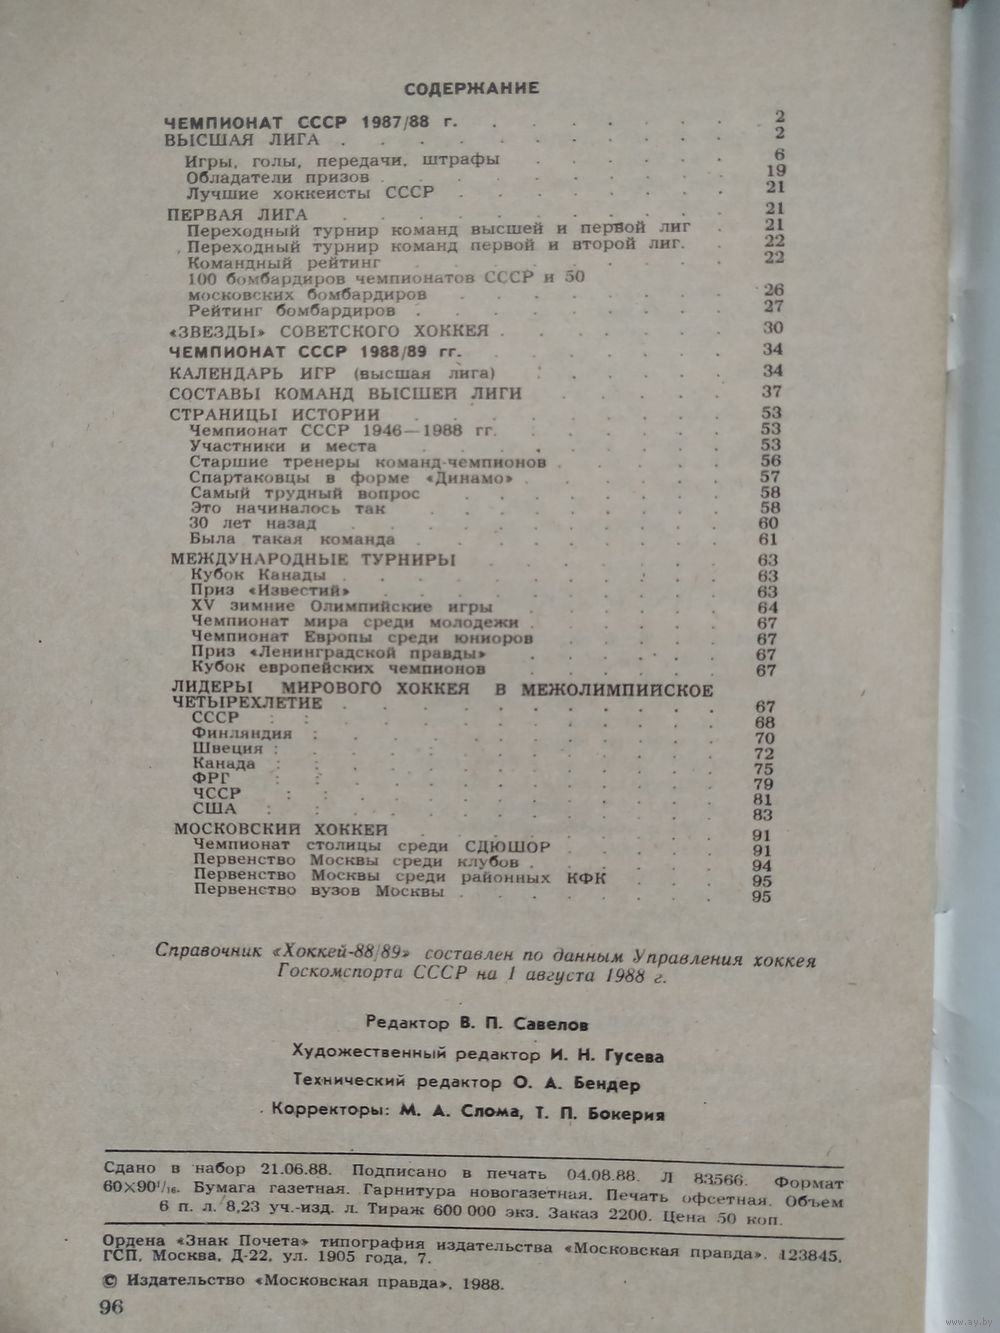 СОДЕРЖАНИЕ
ЧЕМПИОНАТ СССР 1987/88 г. 2
ВЫСШАЯ ЛИГА 2
Игры, голы, передачи, штрафы 6
Обладатели призов 19
Лучшие хоккеисты СССР 21
ПЕРВАЯ ЛИГА 21
Переходный турнир команд высшей и первой лиг 21
Переходный турнир команд первой и второй лиг. 22
Командный рейтинг 22
100 бомбардиров чемпионатов СССР и 50
московских бомбардиров 26
Рейтинг бомбардиров 27
«ЗВЕЗДЫ» СОВЕТСКОГО ХОККЕЯ 30
ЧЕМПИОНАТ СССР 1988/89 гг. 34
КАЛЕНДАРЬ ИГР (высшая лига) 34
СОСТАВЫ КОМАНД ВЫСШЕЙ ЛИГИ 37
СТРАНИЦЫ ИСТОРИИ 53
Чемпионат СССР 1946—1988 гг. 53
Участники и места 53
Старшие тренеры команд-чемпионов 56
Спартаковцы в форме «Динамо» 57
Самый трудный вопрос 58
Это начиналось так 58
30 лет назад 60
Была такая команда 61
МЕЖДУНАРОДНЫЕ ТУРНИРЫ 63
Кубок Канады 63
Приз «Известий» 63
XV зимние Олимпийские игры 64
Чемпионат мира среди молодежи 67
Чемпионат Европы среди юниоров 67
Приз «Ленинградской правды» 67
Кубок европейских чемпионов 67
ЛИДЕРЫ МИРОВОГО ХОККЕЯ В МЕЖОЛИМПИЙСКОЕ
ЧЕТЫРЕХЛЕТИЕ 67
СССР 68
Финляндия 70
Швеция 72
Канада 75
ФРГ 79
ЧССР 81
США 83
МОСКОВСКИЙ ХОККЕЙ 91
Чемпионат столицы среди СДЮШОР 91
Первенство Москвы среди клубов 94
Первенство Москвы среди районных КФК 95
Первенство вузов Москвы 95
Справочник «Хоккей-88/89» составлен по данным Управления хоккея
Госкомспорта СССР на 1 августа 1988 г.
Редактор В. П. Савелов
Художественный редактор И. Н. Гусева
Технический редактор О. А. Бендер
Корректоры: М. А. Слома, Т. П. Бокерия
Сдано в набор 21.06.88. Подписано в печать 04.08.88. Л 83566. Формат
60×90¹/₁₆. Бумага газетная. Гарнитура новогазетная. Печать офсетная. Объем
6 п. л. 8,23 уч.-изд. л. Тираж 600 000 экз. Заказ 2200. Цена 50 коп.
Ордена «Знак Почета» типография издательства «Московская правда». 123845,
ГСП, Москва, Д-22, ул. 1905 года, 7.
© Издательство «Московская правда», 1988.
96
www.ay.by